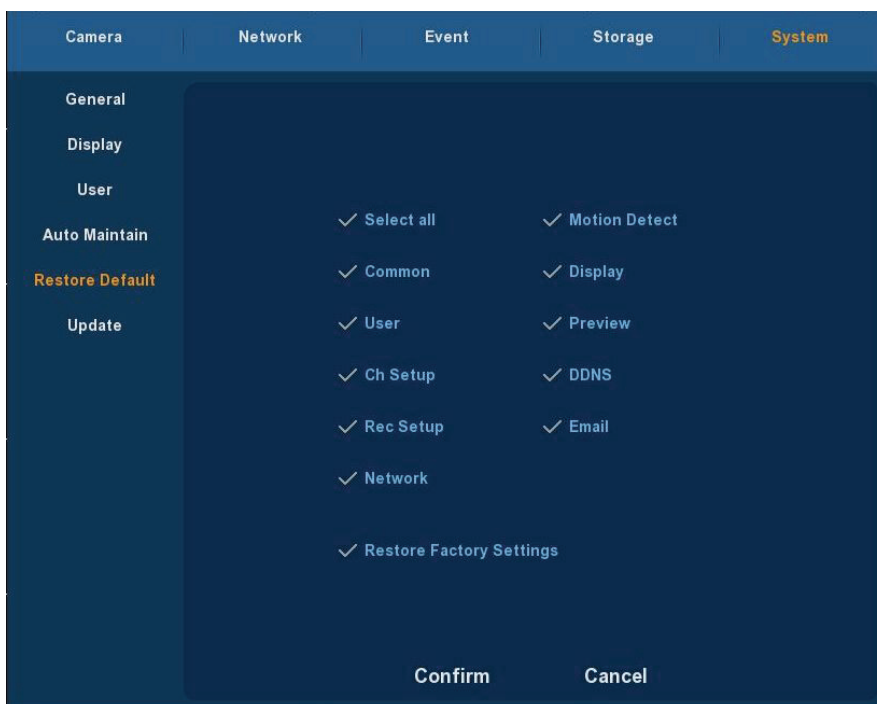 Camera Network Event Storage System
General
Display
User
Auto Maintain
Restore Default
Update
Select all Motion Detect
Common Display
User Preview
Ch Setup DDNS
Rec Setup Email
Network
Restore Factory Settings
Confirm Cancel